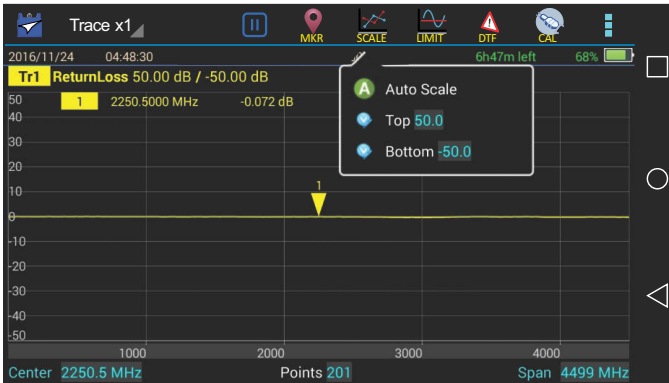 Trace x1
MKR SCALE LIMIT DTF CAL
2016/11/24 04:48:30 6h47m left 68%
Tr1 ReturnLoss 50.00 dB / -50.00 dB
1 2250.5000 MHz -0.072 dB
A Auto Scale
Top 50.0
Bottom -50.0
50
40
30
20
10
1
0
-10
-20
-30
-40
-50
1000 2000 3000 4000
Center 2250.5 MHz Points 201 Span 4499 MHz